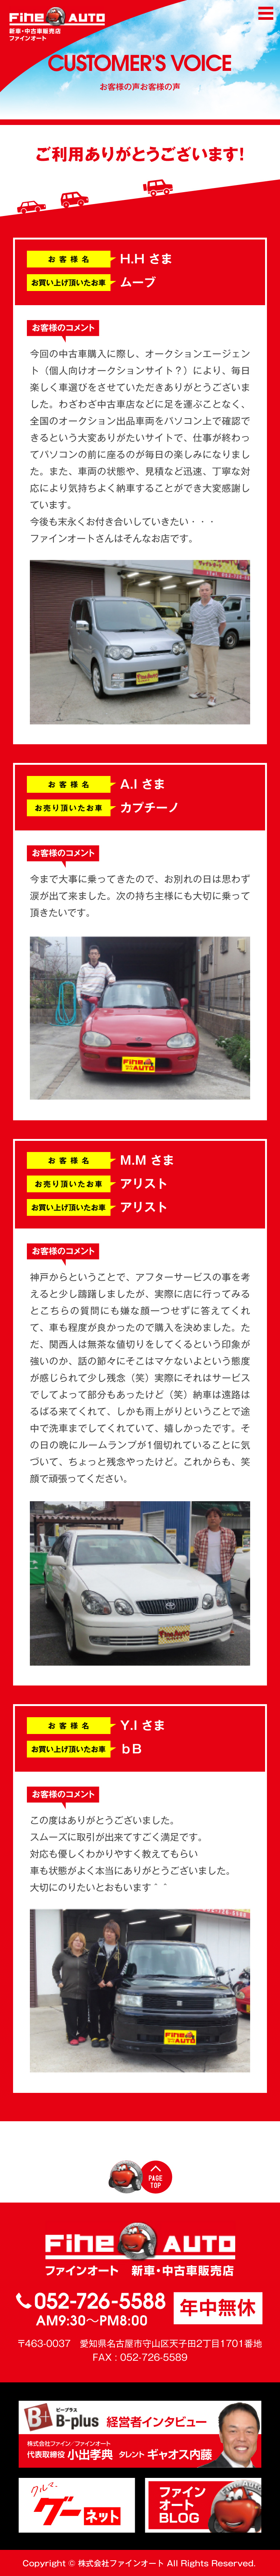 Fine AUTO
新車・中古車販売店
ファインオート
CUSTOMER'S VOICE
お客様の声お客様の声
ご利用ありがとうございます!
お客様名
H.H さま
お買い上げ頂いたお車
ムーブ
お客様のコメント
今回の中古車購入に際し、オークションエージェン
ト（個人向けオークションサイト？）により、毎日
楽しく車選びをさせていただきありがとうございま
した。わざわざ中古車店などに足を運ぶことなく、
全国のオークション出品車両をパソコン上で確認で
きるという大変ありがたいサイトで、仕事が終わっ
てパソコンの前に座るのが毎日の楽しみになりまし
た。また、車両の状態や、見積など迅速、丁寧な対
応により気持ちよく納車することができ大変感謝し
ています。
今後も末永くお付き合いしていきたい・・・
ファインオートさんはそんなお店です。
お客様名
A.I さま
お売り頂いたお車
カプチーノ
お客様のコメント
今まで大事に乗ってきたので、お別れの日は思わず
涙が出て来ました。次の持ち主様にも大切に乗って
頂きたいです。
Fine AUTO
お客様名
M.M さま
お売り頂いたお車
アリスト
お買い上げ頂いたお車
アリスト
お客様のコメント
神戸からということで、アフターサービスの事を考
えると少し躊躇しましたが、実際に店に行ってみる
とこちらの質問にも嫌な顔一つせずに答えてくれ
て、車も程度が良かったので購入を決めました。た
だ、関西人は無茶な値切りをしてくるという印象が
強いのか、話の節々にそこはマケないよという態度
が感じられて少し残念（笑）実際にそれはサービス
でしてよって部分もあったけど（笑）納車は遠路は
るばる来てくれて、しかも雨上がりということで途
中で洗車までしてくれていて、嬉しかったです。そ
の日の晩にルームランプが1個切れていることに気
づいて、ちょっと残念やったけど。これからも、笑
顔で頑張ってください。
Fine AUTO
お客様名
Y.I さま
お買い上げ頂いたお車
ｂB
お客様のコメント
この度はありがとうございました。
スムーズに取引が出来てすごく満足です。
対応も優しくわかりやすく教えてもらい
車も状態がよく本当にありがとうございました。
大切にのりたいとおもいます＾＾
Fine AUTO
PAGE
TOP
Fine AUTO
ファインオート 新車・中古車販売店
052-726-5588
AM9:30〜PM8:00
年中無休
〒463-0037 愛知県名古屋市守山区天子田2丁目1701番地
FAX : 052-726-5589
B+
ビープラス
B-plus 経営者インタビュー
株式会社ファイン／ファインオート
代表取締役 小出孝典 タレント ギャオス内藤
クルマ、
グーネット
ファイン
オート
BLOG
Copyright © 株式会社ファインオート All Rights Reserved.